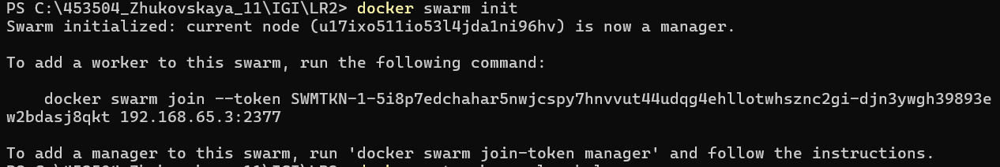 PS C:\453504_Zhukovskaya_11\IGI\LR2> docker swarm init
Swarm initialized: current node (u17ixo511io53l4jda1ni96hv) is now a manager.
To add a worker to this swarm, run the following command:
docker swarm join --token SWMTKN-1-5i8p7edchahar5nwjcspy7hnvvut44udqg4ehllotwhsznc2gi-djn3ywgh39893e
w2bdasj8qkt 192.168.65.3:2377
To add a manager to this swarm, run 'docker swarm join-token manager' and follow the instructions.